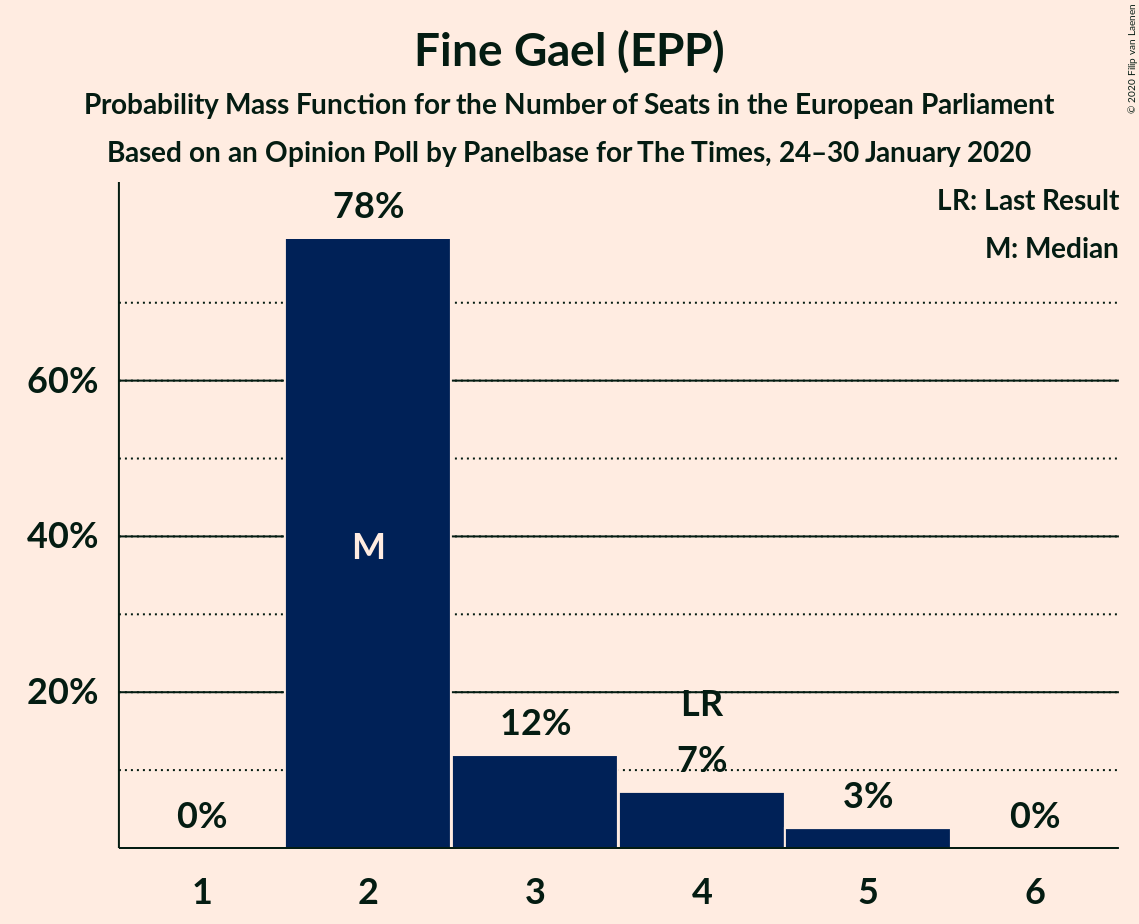 Fine Gael (EPP)
Probability Mass Function for the Number of Seats in the European Parliament
Based on an Opinion Poll by Panelbase for The Times, 24–30 January 2020
© 2020 Filip van Laenen
LR: Last Result
M: Median
78%
60%
40%
20%
M
LR
0%
12%
7%
3%
0%
1 2 3 4 5 6